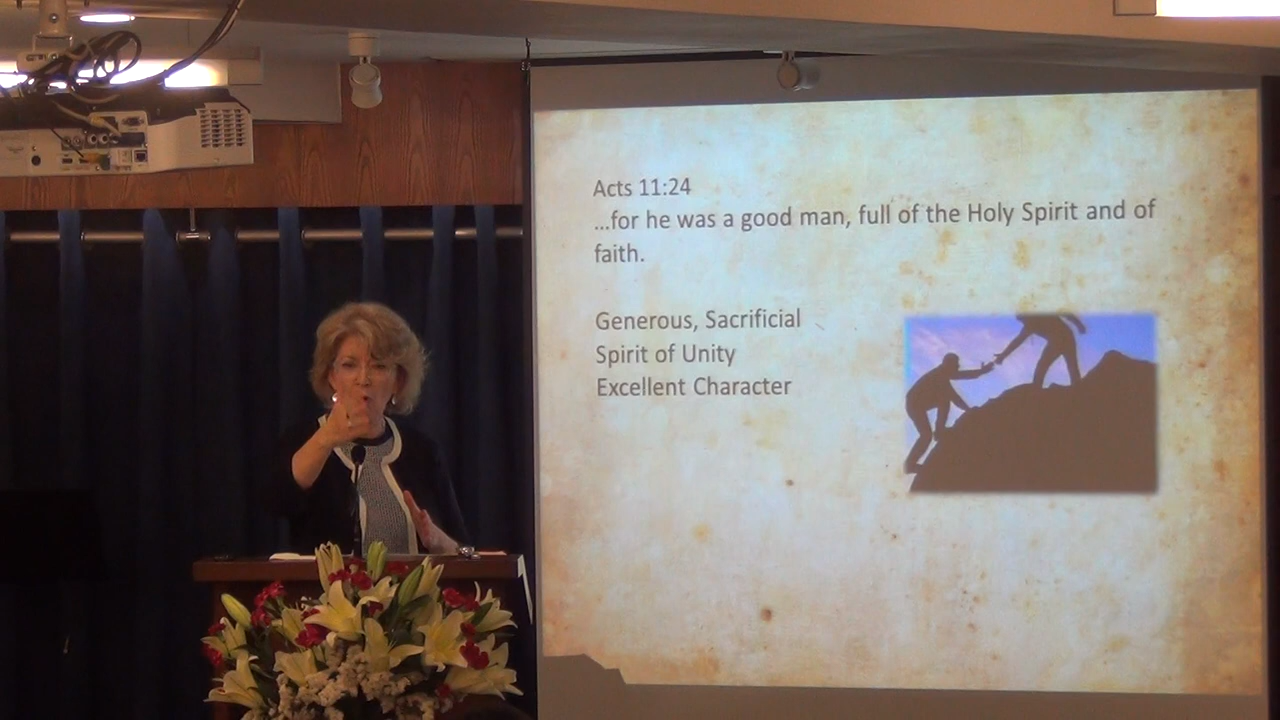 Acts 11:24
...for he was a good man, full of the Holy Spirit and of
faith.
Generous, Sacrificial
Spirit of Unity
Excellent Character